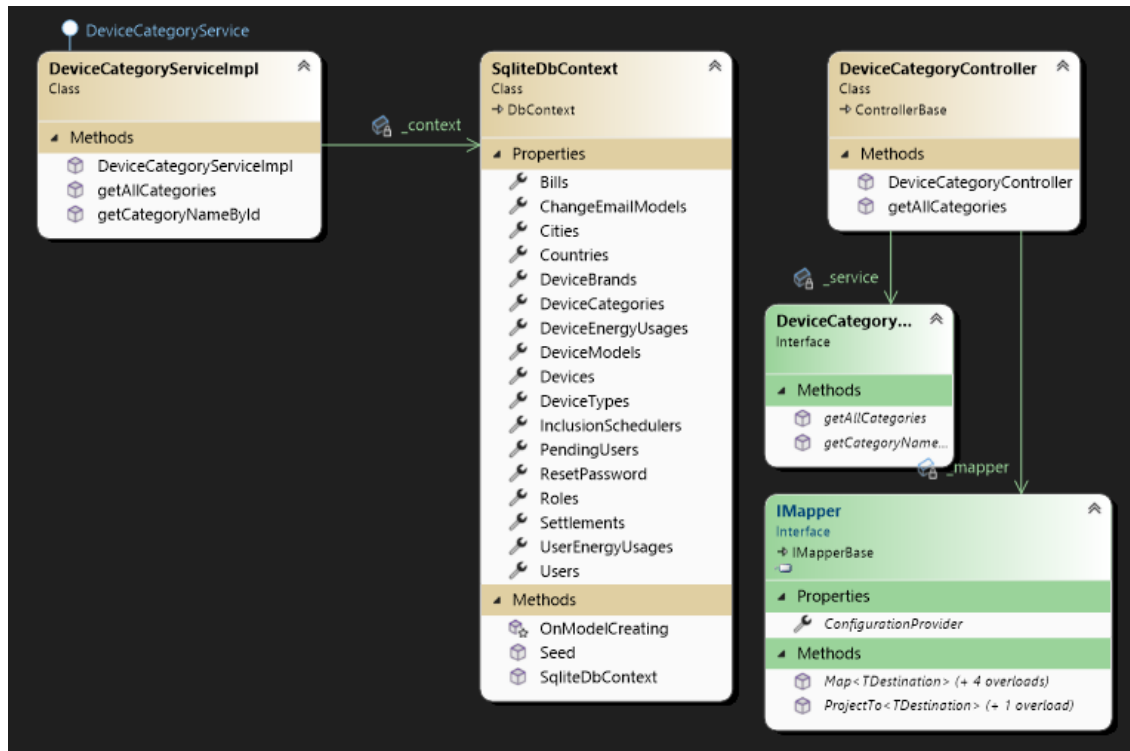 DeviceCategoryService
DeviceCategoryServiceImpl
Class
Methods
DeviceCategoryServiceImpl
getAllCategories
getCategoryNameById
_context
SqliteDbContext
Class
DbContext
Properties
Bills
ChangeEmailModels
Cities
Countries
DeviceBrands
DeviceCategories
DeviceEnergyUsages
DeviceModels
Devices
DeviceTypes
InclusionSchedulers
PendingUsers
ResetPassword
Roles
Settlements
UserEnergyUsages
Users
Methods
OnModelCreating
Seed
SqliteDbContext
DeviceCategoryController
Class
ControllerBase
Methods
DeviceCategoryController
getAllCategories
_service
DeviceCategory...
Interface
Methods
getAllCategories
getCategoryName...
_mapper
IMapper
Interface
IMapperBase
Properties
ConfigurationProvider
Methods
Map<TDestination> (+ 4 overloads)
ProjectTo<TDestination> (+ 1 overload)